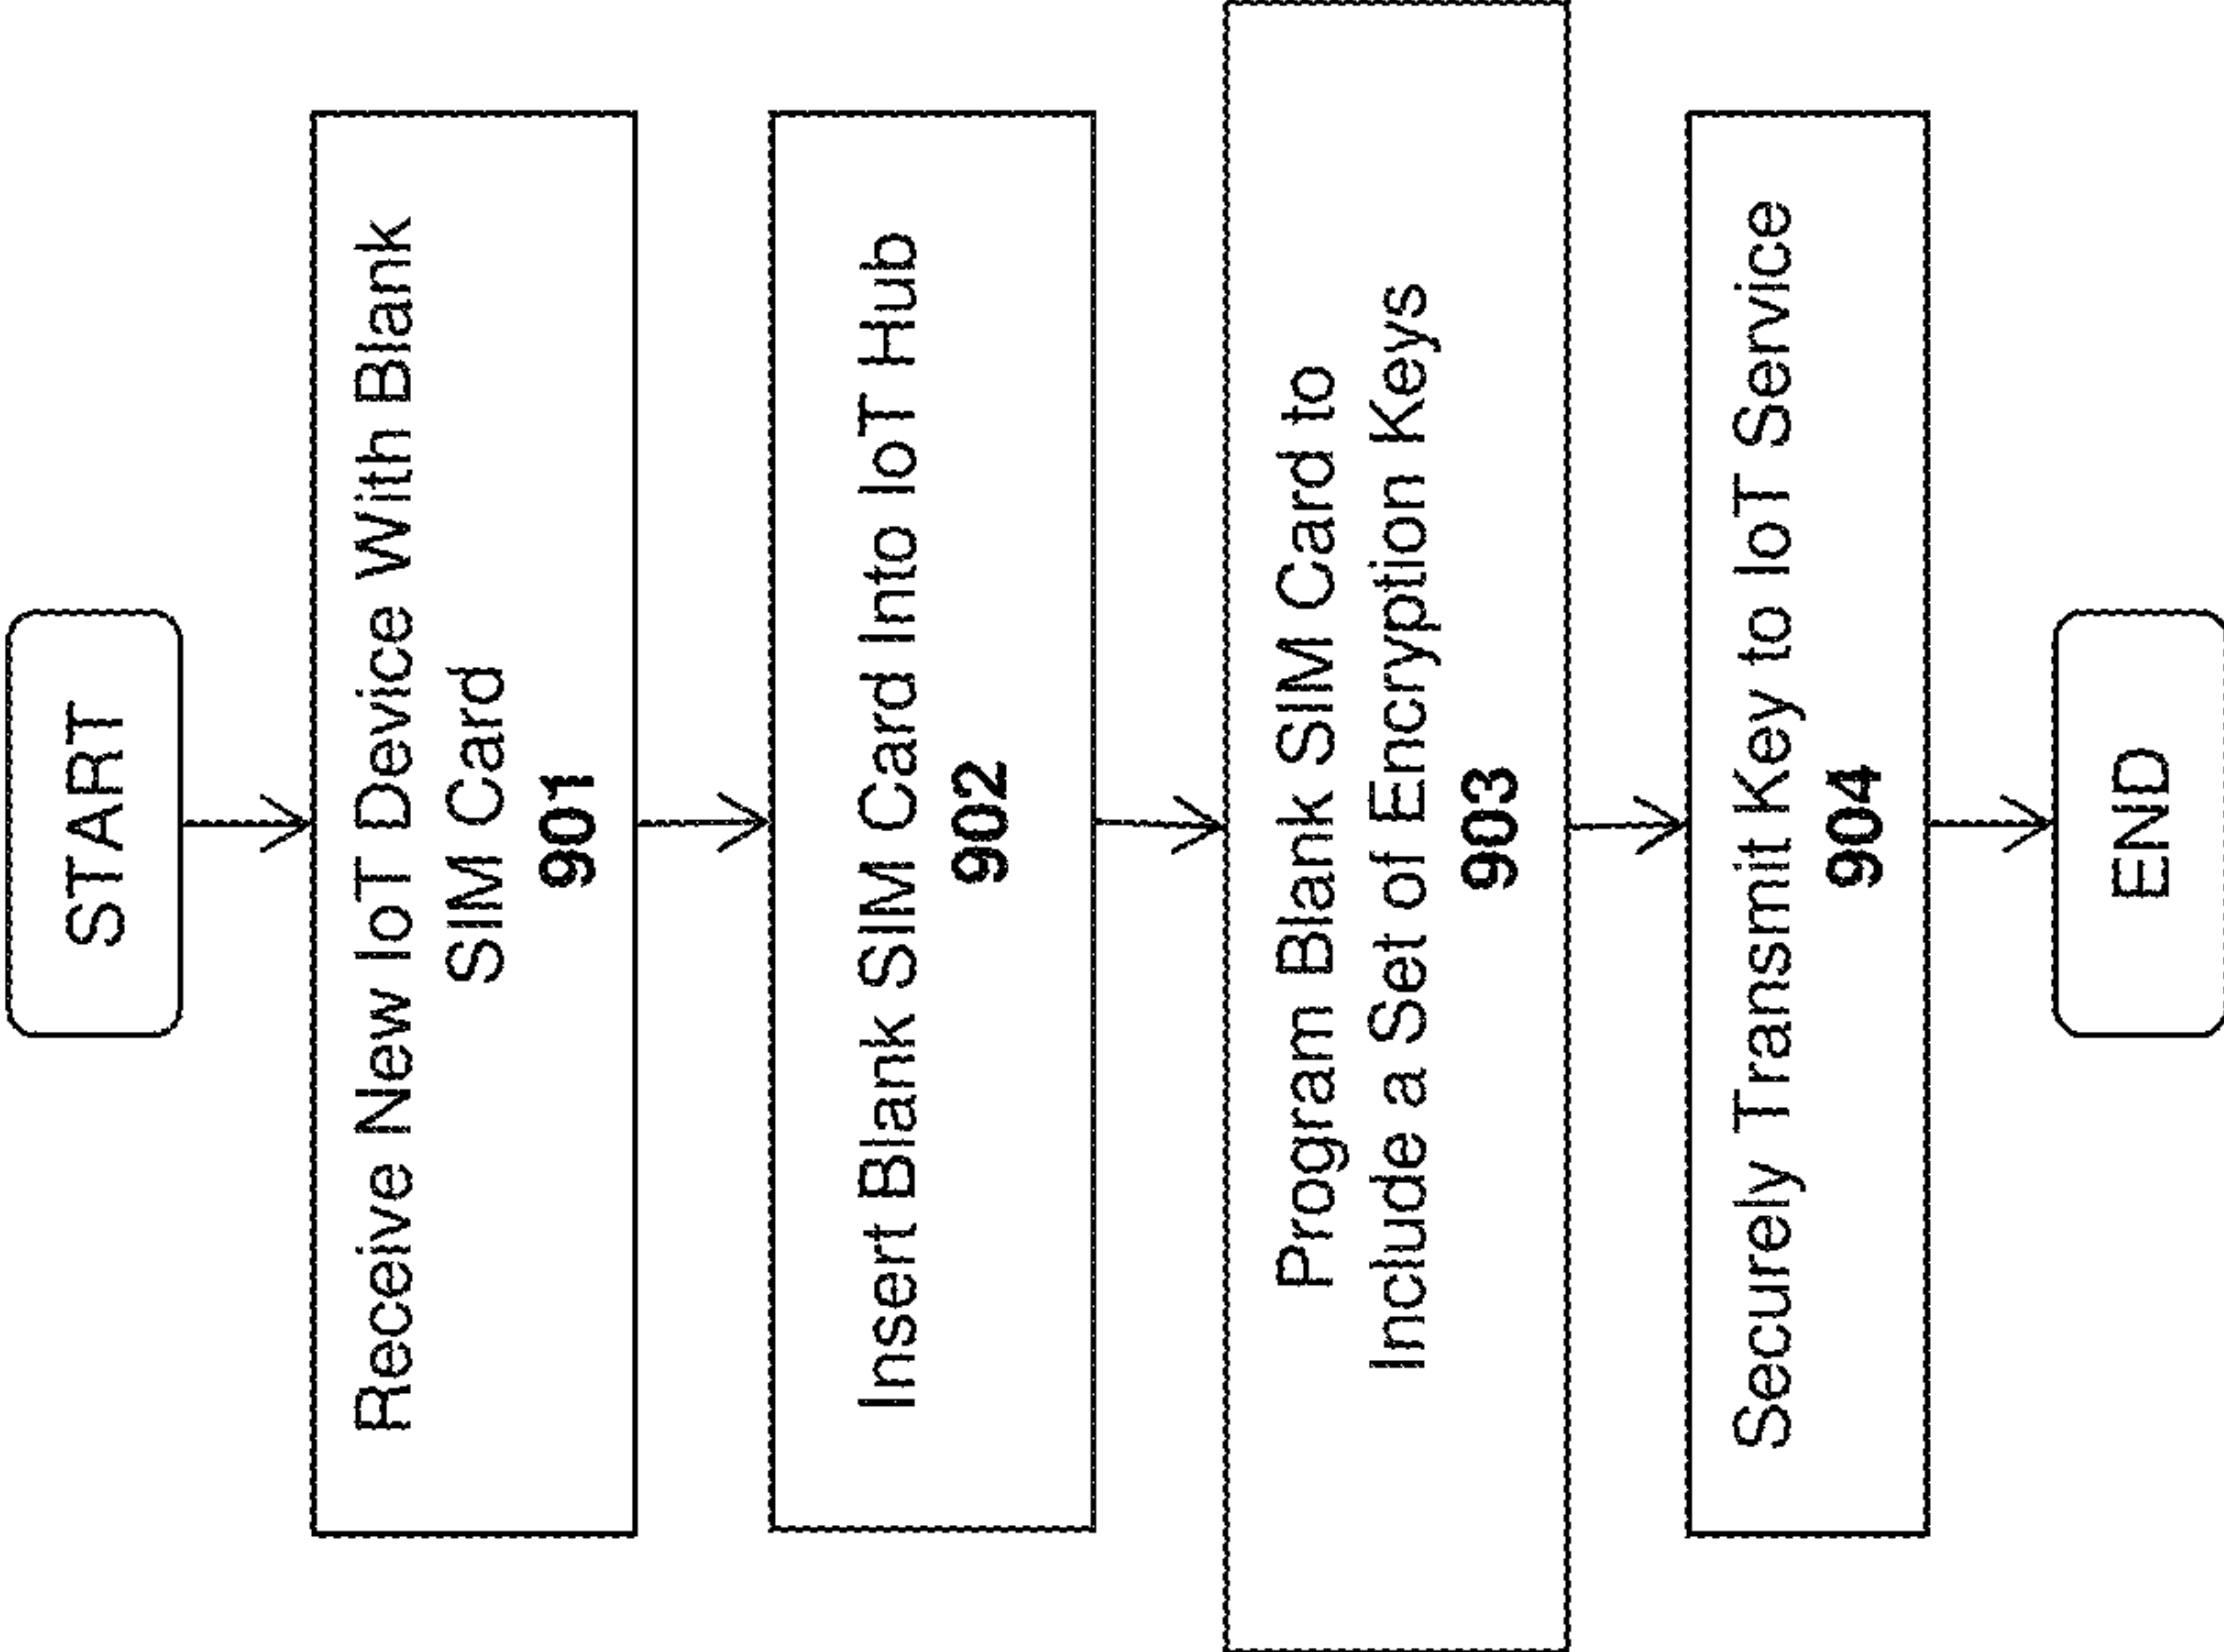 START
Receive New IoT Device With Blank
SIM Card
901
Insert Blank SIM Card Into IoT Hub
902
Program Blank SIM Card to
Include a Set of Encryption Keys
903
Securely Transmit Key to IoT Service
904
END